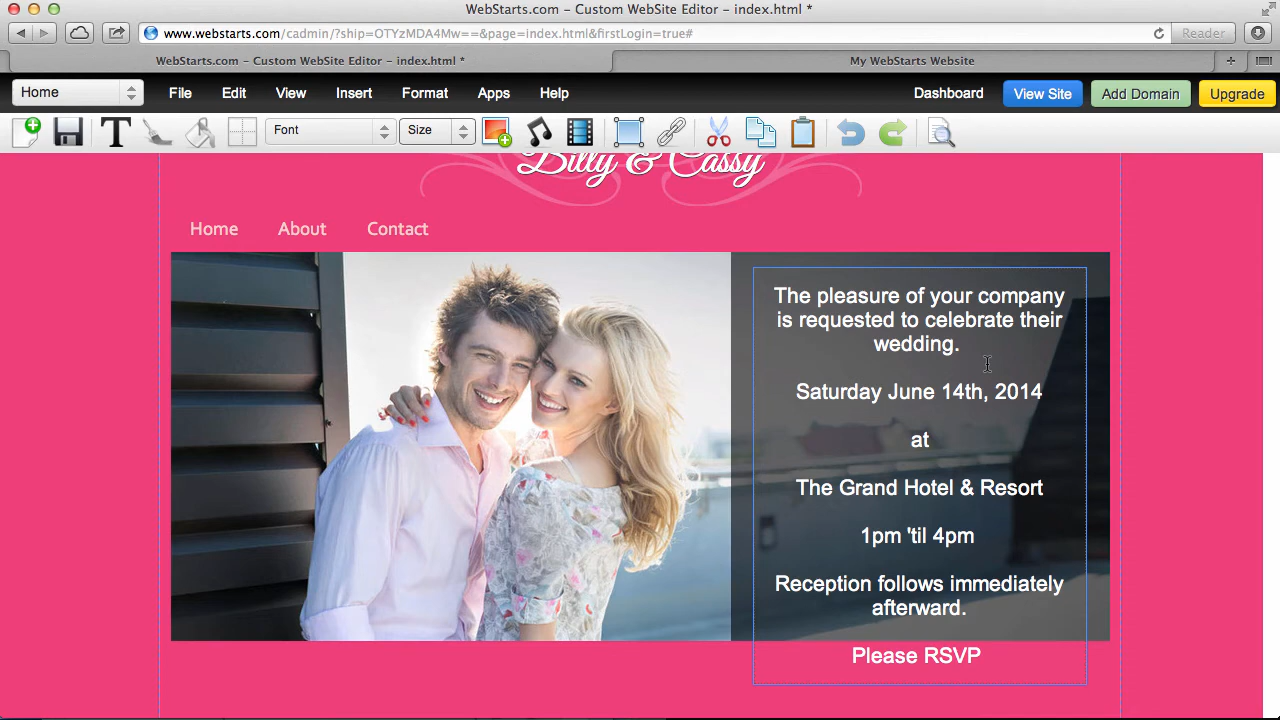 WebStarts.com – Custom WebSite Editor – index.html *
www.webstarts.com/cadmin/?ship=OTYzMDA4Mw==&page=index.html&firstLogin=true#
Reader
WebStarts.com – Custom WebSite Editor – index.html *
My WebStarts Website
Home File Edit View Insert Format Apps Help Dashboard View Site Add Domain Upgrade
T Font Size
Billy & Cassy
Home About Contact
The pleasure of your company
is requested to celebrate their
wedding.
Saturday June 14th, 2014
at
The Grand Hotel & Resort
1pm 'til 4pm
Reception follows immediately
afterward.
Please RSVP